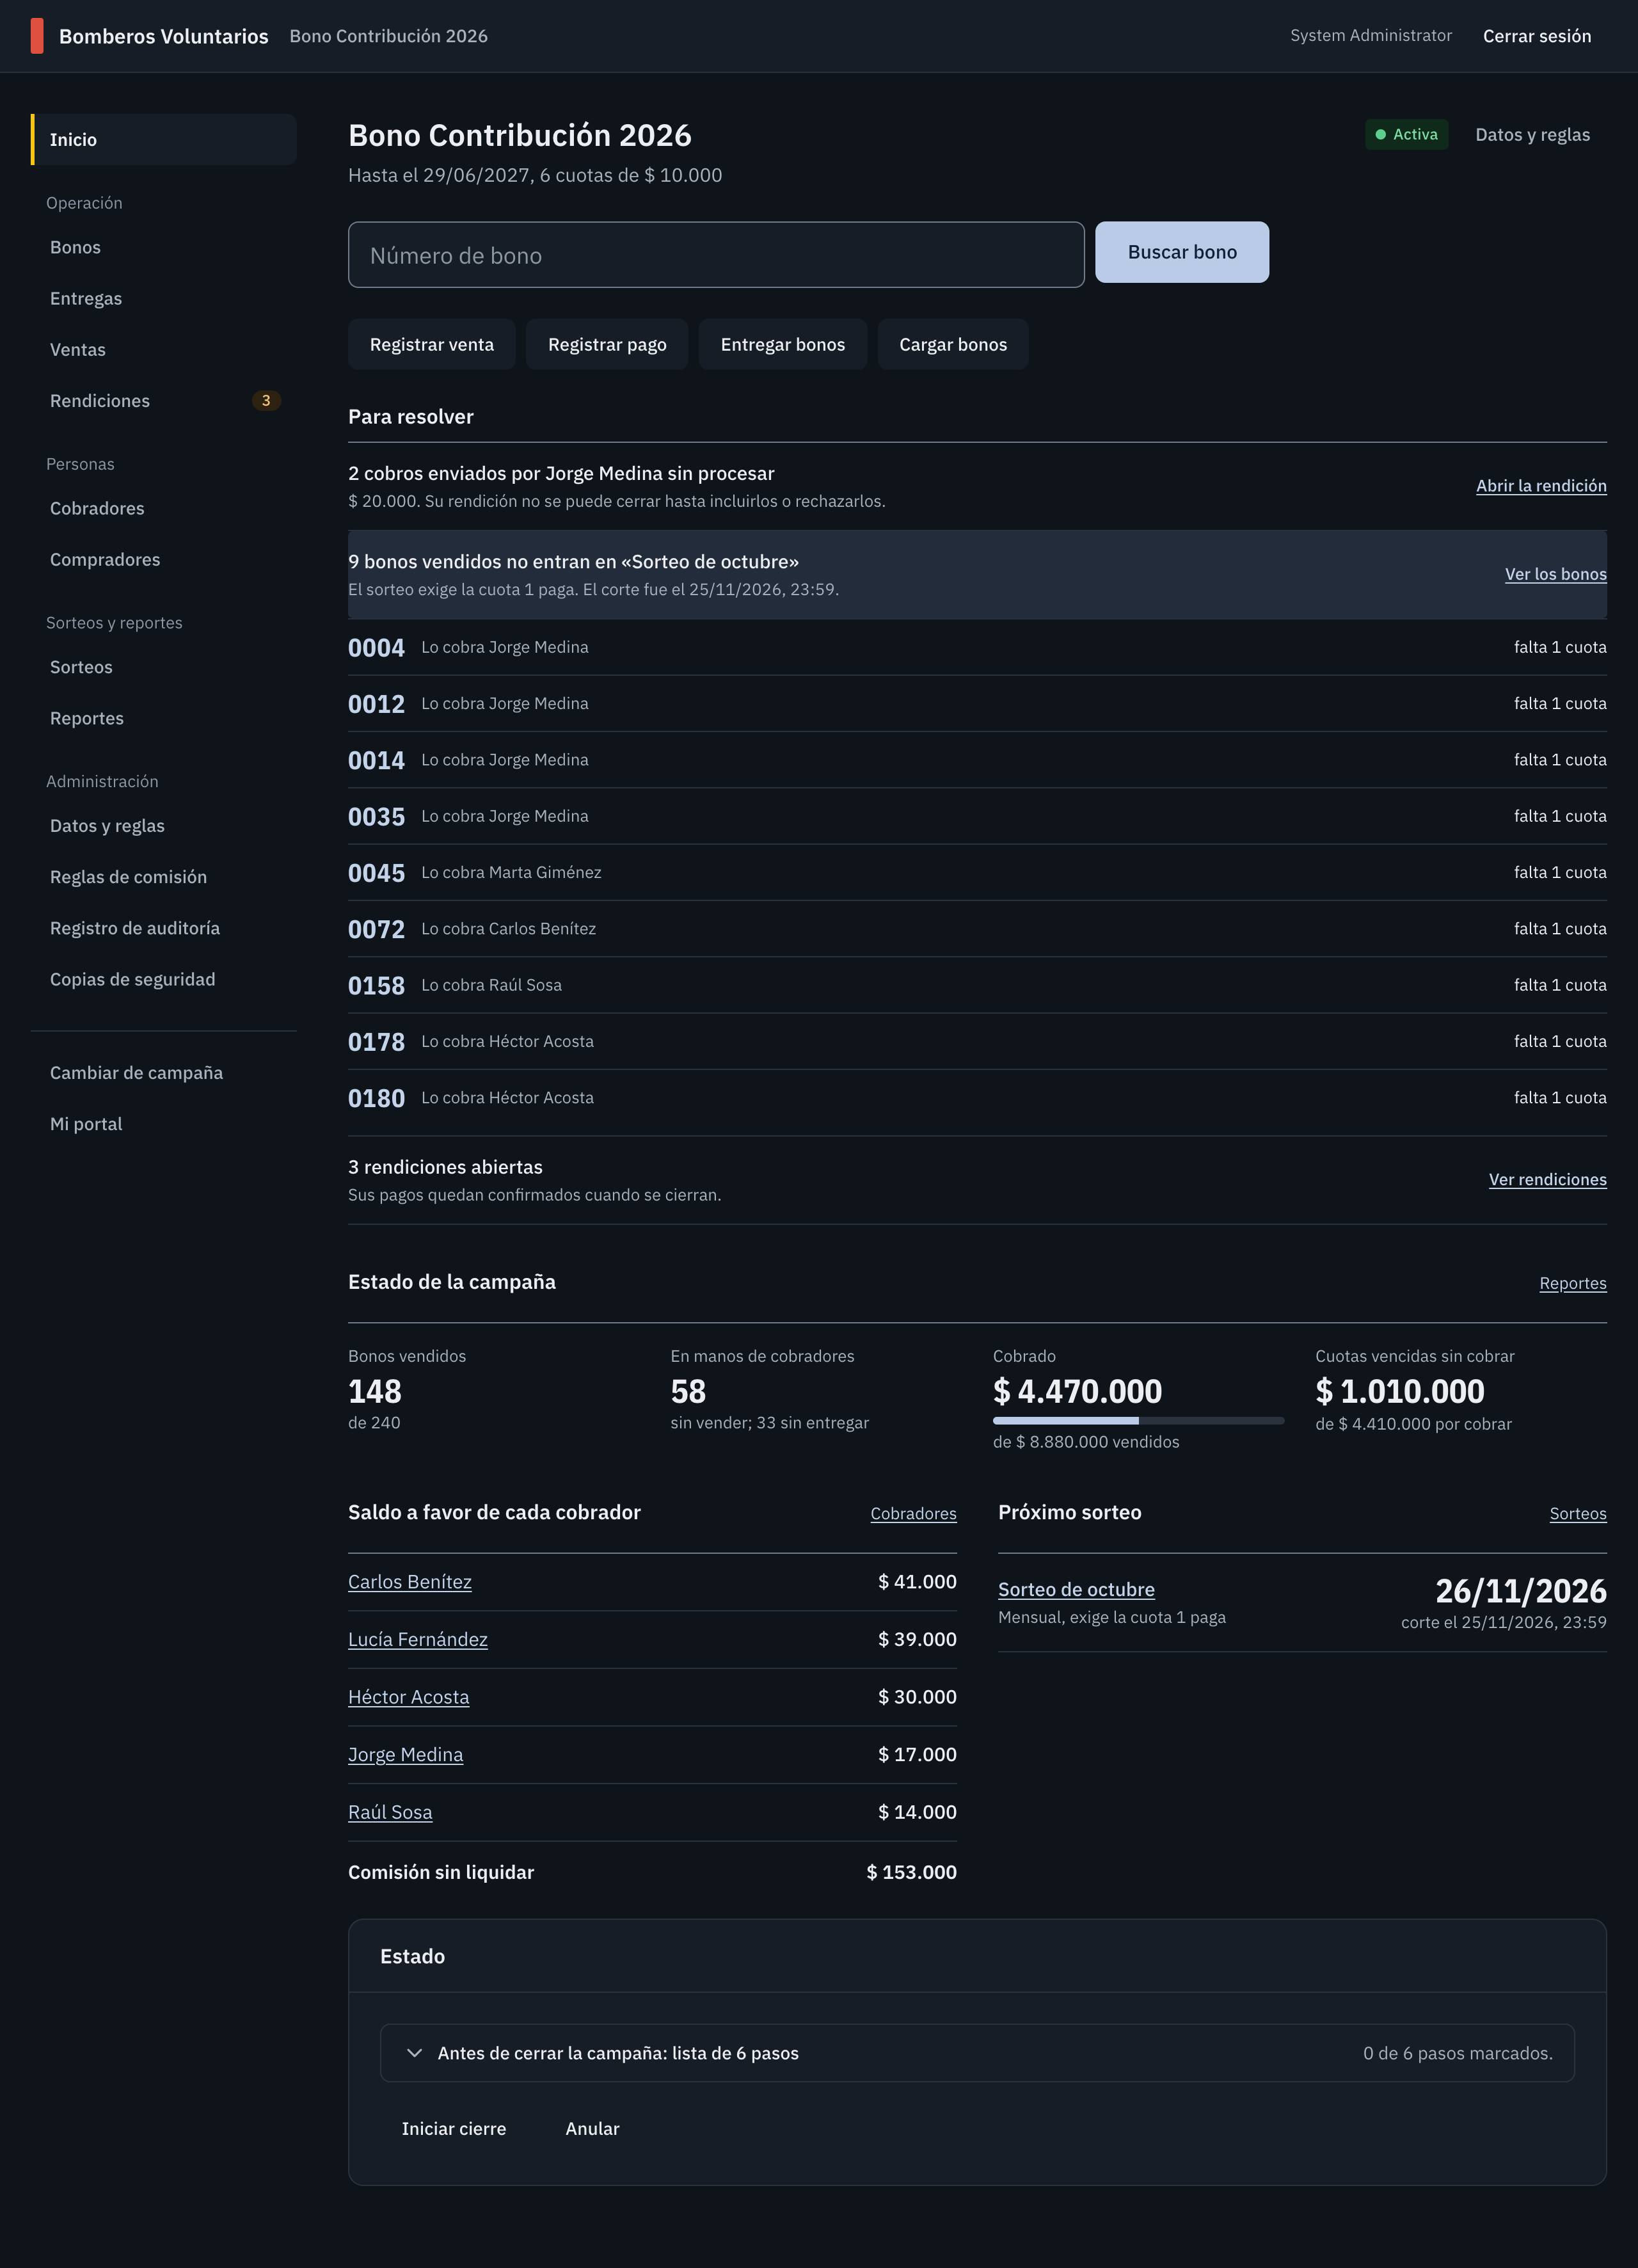 Bomberos Voluntarios Bono Contribución 2026
System Administrator Cerrar sesión
Inicio
Operación
Bonos
Entregas
Ventas
Rendiciones 3
Personas
Cobradores
Compradores
Sorteos y reportes
Sorteos
Reportes
Administración
Datos y reglas
Reglas de comisión
Registro de auditoría
Copias de seguridad
Cambiar de campaña
Mi portal
Bono Contribución 2026
Activa Datos y reglas
Hasta el 29/06/2027, 6 cuotas de $ 10.000
Número de bono
Buscar bono
Registrar venta Registrar pago Entregar bonos Cargar bonos
Para resolver
2 cobros enviados por Jorge Medina sin procesar
$ 20.000. Su rendición no se puede cerrar hasta incluirlos o rechazarlos.
Abrir la rendición
9 bonos vendidos no entran en «Sorteo de octubre»
El sorteo exige la cuota 1 paga. El corte fue el 25/11/2026, 23:59.
Ver los bonos
0004 Lo cobra Jorge Medina falta 1 cuota
0012 Lo cobra Jorge Medina falta 1 cuota
0014 Lo cobra Jorge Medina falta 1 cuota
0035 Lo cobra Jorge Medina falta 1 cuota
0045 Lo cobra Marta Giménez falta 1 cuota
0072 Lo cobra Carlos Benítez falta 1 cuota
0158 Lo cobra Raúl Sosa falta 1 cuota
0178 Lo cobra Héctor Acosta falta 1 cuota
0180 Lo cobra Héctor Acosta falta 1 cuota
3 rendiciones abiertas
Sus pagos quedan confirmados cuando se cierran.
Ver rendiciones
Estado de la campaña Reportes
Bonos vendidos
148
de 240
En manos de cobradores
58
sin vender; 33 sin entregar
Cobrado
$ 4.470.000
de $ 8.880.000 vendidos
Cuotas vencidas sin cobrar
$ 1.010.000
de $ 4.410.000 por cobrar
Saldo a favor de cada cobrador Cobradores
Carlos Benítez $ 41.000
Lucía Fernández $ 39.000
Héctor Acosta $ 30.000
Jorge Medina $ 17.000
Raúl Sosa $ 14.000
Comisión sin liquidar $ 153.000
Próximo sorteo Sorteos
Sorteo de octubre
Mensual, exige la cuota 1 paga
26/11/2026
corte el 25/11/2026, 23:59
Estado
Antes de cerrar la campaña: lista de 6 pasos 0 de 6 pasos marcados.
Iniciar cierre Anular